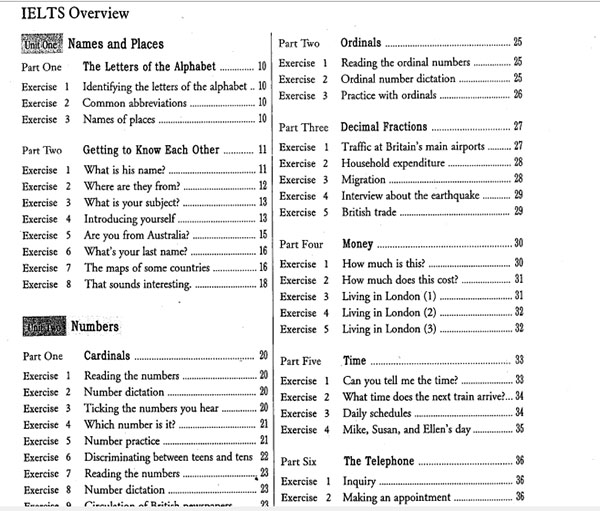 IELTS Overview
Unit One Names and Places
Part One The Letters of the Alphabet ............ 10
Exercise 1 Identifying the letters of the alphabet .. 10
Exercise 2 Common abbreviations ...................... 10
Exercise 3 Names of places ................................ 10
Part Two Getting to Know Each Other .......... 11
Exercise 1 What is his name? ............................ 11
Exercise 2 Where are they from? ....................... 12
Exercise 3 What is your subject? ....................... 13
Exercise 4 Introducing yourself ......................... 13
Exercise 5 Are you from Australia? .................... 15
Exercise 6 What's your last name? .................... 16
Exercise 7 The maps of some countries ............. 16
Exercise 8 That sounds interesting. ................... 18
Unit Two Numbers
Part One Cardinals ...................................... 20
Exercise 1 Reading the numbers ....................... 20
Exercise 2 Number dictation ............................ 20
Exercise 3 Ticking the numbers you hear .......... 20
Exercise 4 Which number is it? ........................ 21
Exercise 5 Number practice .............................. 21
Exercise 6 Discriminating between teens and tens 22
Exercise 7 Reading the numbers ....................... 23
Exercise 8 Number dictation ............................ 23
Exercise 9 Circulation of British newspapers 23
Part Two Ordinals ........................................ 25
Exercise 1 Reading the ordinal numbers ............ 25
Exercise 2 Ordinal number dictation ................. 25
Exercise 3 Practice with ordinals ...................... 26
Part Three Decimal Fractions ......................... 27
Exercise 1 Traffic at Britain's main airports ........ 27
Exercise 2 Household expenditure .................... 28
Exercise 3 Migration ........................................ 28
Exercise 4 Interview about the earthquake ......... 29
Exercise 5 British trade .................................... 29
Part Four Money .......................................... 30
Exercise 1 How much is this? ........................... 30
Exercise 2 How much does this cost? ................ 31
Exercise 3 Living in London (1) ........................ 31
Exercise 4 Living in London (2) ........................ 32
Exercise 5 Living in London (3) ........................ 32
Part Five Time ............................................. 33
Exercise 1 Can you tell me the time? ................ 33
Exercise 2 What time does the next train arrive?... 34
Exercise 3 Daily schedules ............................... 34
Exercise 4 Mike, Susan, and Ellen's day ............. 35
Part Six The Telephone ................................ 36
Exercise 1 Inquiry ........................................... 36
Exercise 2 Making an appointment ................... 36